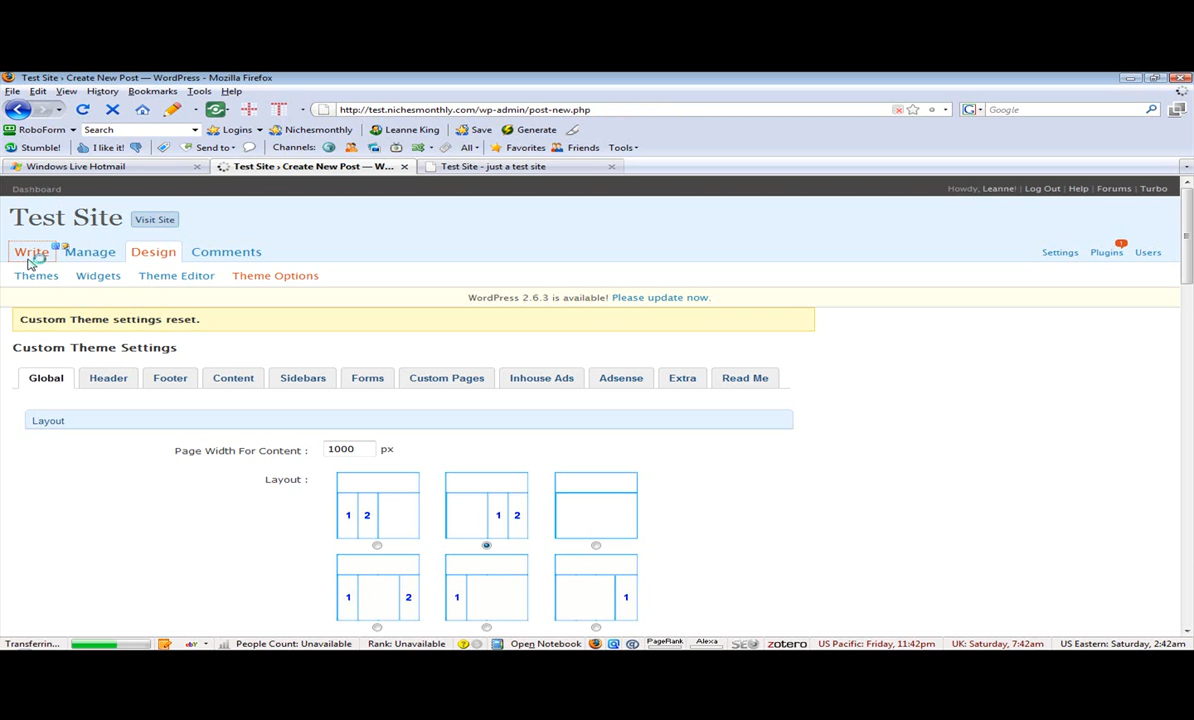 Test Site › Create New Post — WordPress - Mozilla Firefox
File Edit View History Bookmarks Tools Help
http://test.nichesmonthly.com/wp-admin/post-new.php Google
RoboForm Search Logins Nichesmonthly Leanne King Save Generate
Stumble! I like it! Send to Channels: All Favorites Friends Tools
Windows Live Hotmail Test Site › Create New Post — W... Test Site - just a test site
Dashboard Howdy, Leanne! | Log Out | Help | Forums | Turbo
Test Site Visit Site
Write Manage Design Comments Settings Plugins 1 Users
Themes Widgets Theme Editor Theme Options
WordPress 2.6.3 is available! Please update now.
Custom Theme settings reset.
Custom Theme Settings
Global Header Footer Content Sidebars Forms Custom Pages Inhouse Ads Adsense Extra Read Me
Layout
Page Width For Content : 1000 px
Layout :
1 2 1 2
1 2 1 1
Transferring... ebY People Count: Unavailable Rank: Unavailable Open Notebook PageRank Alexa SEO zotero US Pacific: Friday, 11:42pm UK: Saturday, 7:42am US Eastern: Saturday, 2:42am